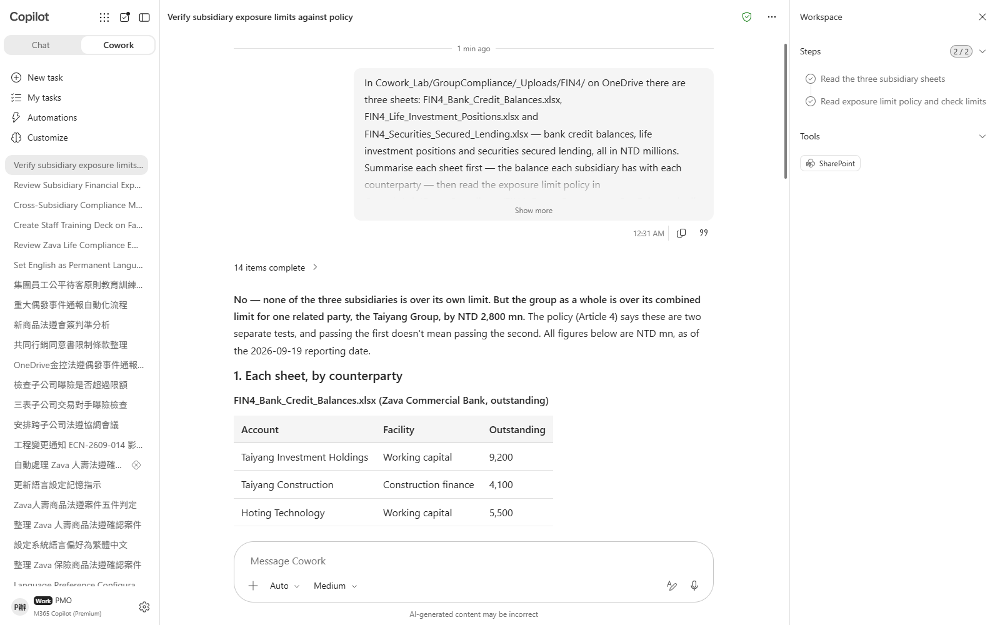 Copilot
Chat
Cowork
New task
My tasks
Automations
Customize
Verify subsidiary exposure limits...
Review Subsidiary Financial Exp...
Cross-Subsidiary Compliance M...
Create Staff Training Deck on Fa...
Review Zava Life Compliance E...
Set English as Permanent Langu...
集團員工公平待客原則教育訓練...
重大偶發事件通報自動化流程
新商品法遵會簽判準分析
共同行銷同意書限制條款整理
OneDrive金控法遵偶發事件通報...
檢查子公司曝險是否超過限額
三表子公司交易對手曝險檢查
安排跨子公司法遵協調會議
工程變更通知 ECN-2609-014 影...
自動處理 Zava 人壽法遵確...
更新語言設定記憶指示
Zava人壽商品法遵案件五件判定
整理 Zava 人壽商品法遵確認案件
設定系統語言偏好為繁體中文
整理 Zava 保險商品法遵確認案件
Language Preference Configura...
P辦
Work PMO
M365 Copilot (Premium)
Verify subsidiary exposure limits against policy
1 min ago
In Cowork_Lab/GroupCompliance/_Uploads/FIN4/ on OneDrive there are
three sheets: FIN4_Bank_Credit_Balances.xlsx,
FIN4_Life_Investment_Positions.xlsx and
FIN4_Securities_Secured_Lending.xlsx — bank credit balances, life
investment positions and securities secured lending, all in NTD millions.
Summarise each sheet first — the balance each subsidiary has with each
counterparty — then read the exposure limit policy in
Show more
12:31 AM
14 items complete
No — none of the three subsidiaries is over its own limit. But the group as a whole is over its combined
limit for one related party, the Taiyang Group, by NTD 2,800 mn. The policy (Article 4) says these are two
separate tests, and passing the first doesn't mean passing the second. All figures below are NTD mn, as of
the 2026-09-19 reporting date.
1. Each sheet, by counterparty
FIN4_Bank_Credit_Balances.xlsx (Zava Commercial Bank, outstanding)
Account Facility Outstanding
Taiyang Investment Holdings Working capital 9,200
Taiyang Construction Construction finance 4,100
Hoting Technology Working capital 5,500
Message Cowork
Auto
Medium
AI-generated content may be incorrect
Workspace
Steps
2 / 2
Read the three subsidiary sheets
Read exposure limit policy and check limits
Tools
SharePoint